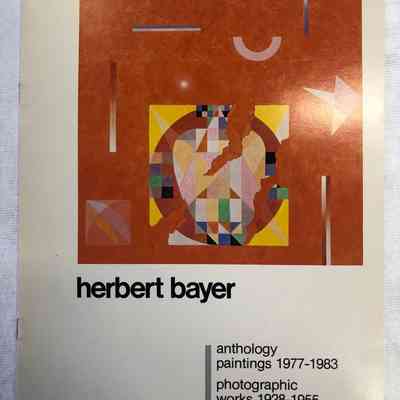 herbert bayer
anthology
paintings 1977-1983
photographic
works 1928-1955